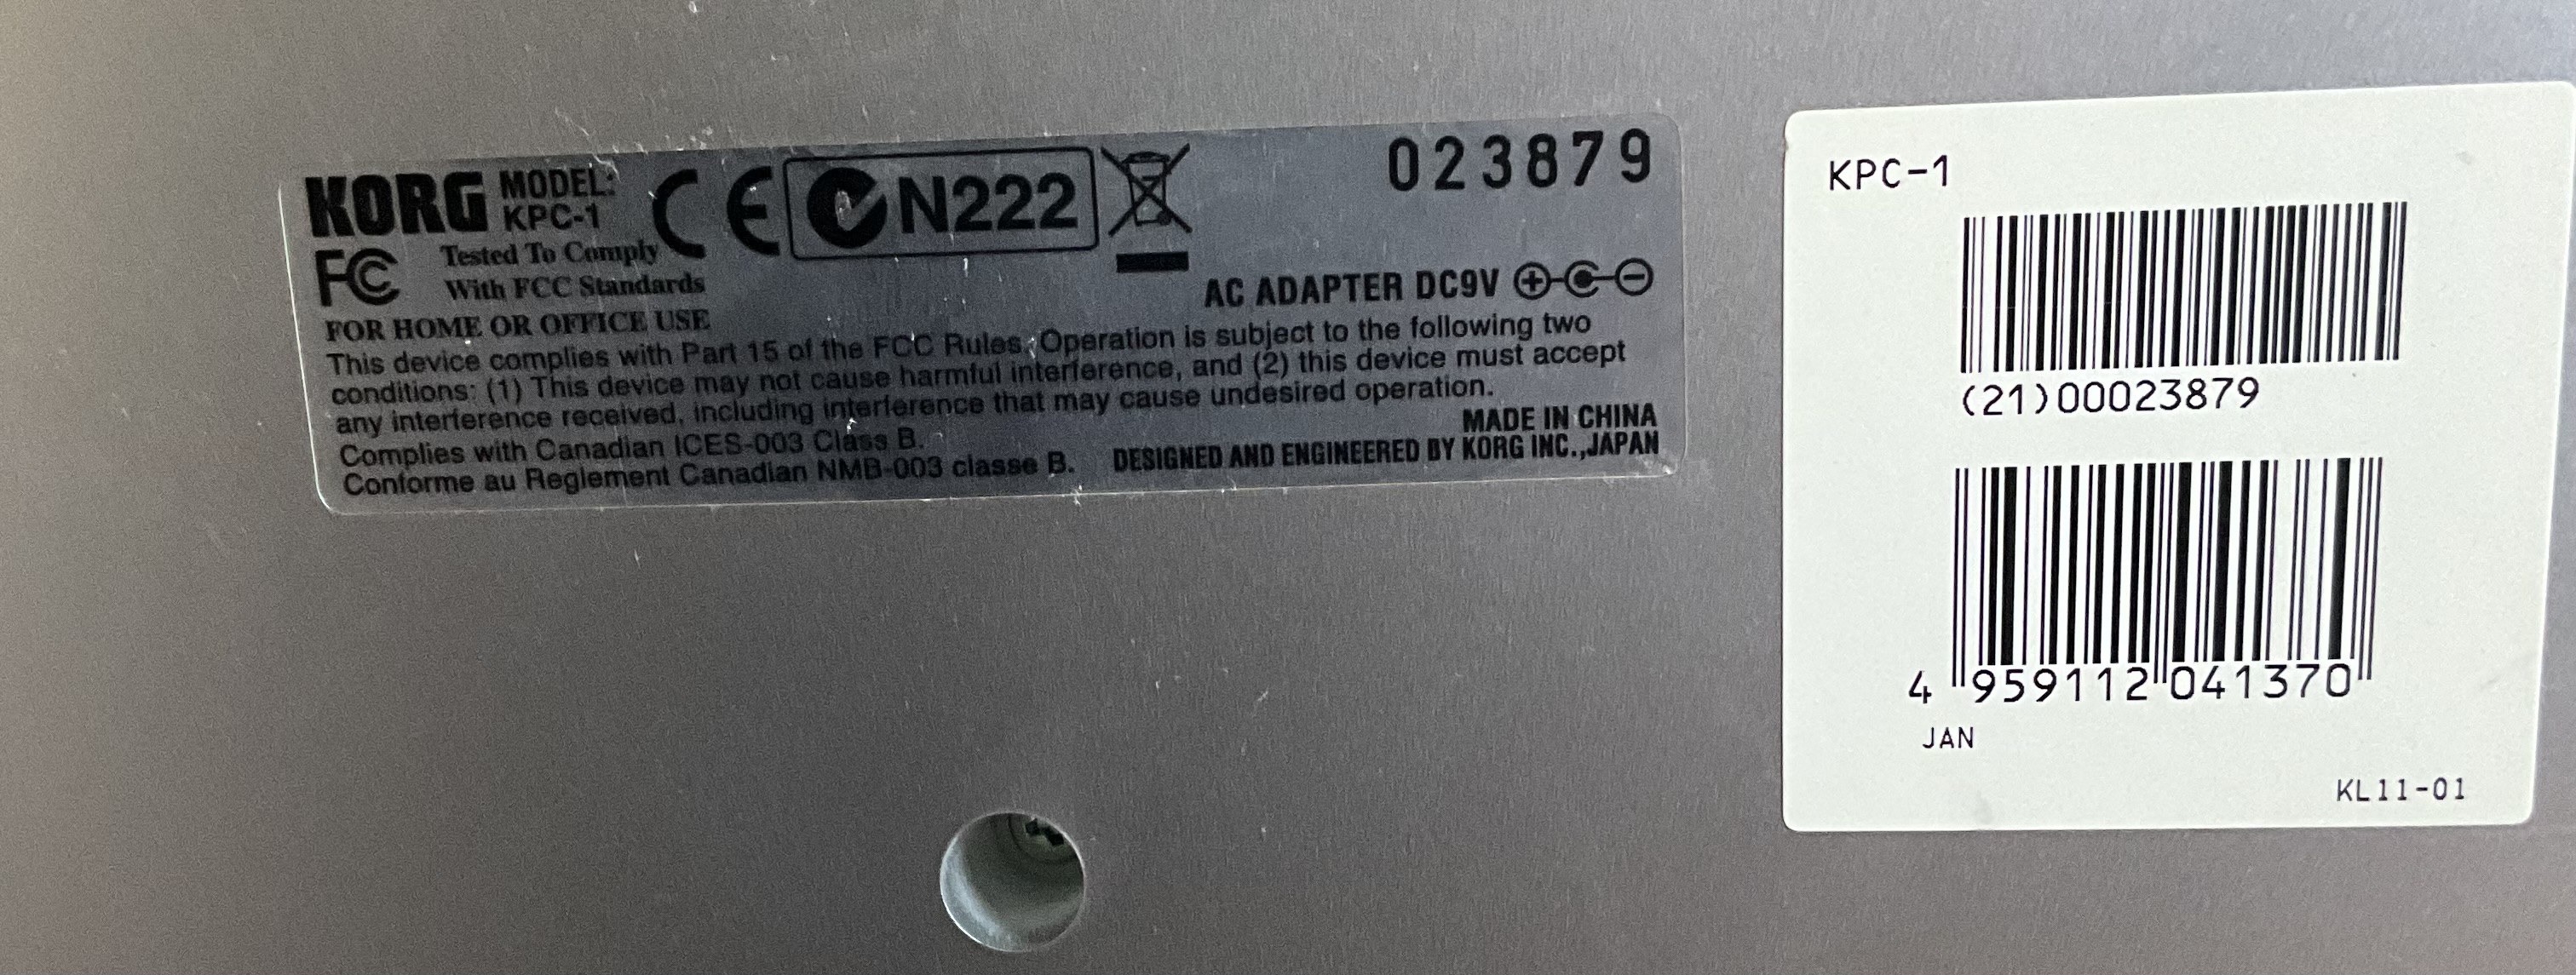 KORG MODEL:
KPC-1
CE N222
023879
FC Tested To Comply
With FCC Standards
AC ADAPTER DC9V
FOR HOME OR OFFICE USE
This device complies with Part 15 of the FCC Rules. Operation is subject to the following two
conditions: (1) This device may not cause harmful interference, and (2) this device must accept
any interference received, including interference that may cause undesired operation.
MADE IN CHINA
Complies with Canadian ICES-003 Class B.
DESIGNED AND ENGINEERED BY KORG INC.,JAPAN
Conforme au Reglement Canadian NMB-003 classe B.
KPC-1
(21)00023879
4 959112 041370
JAN
KL11-01